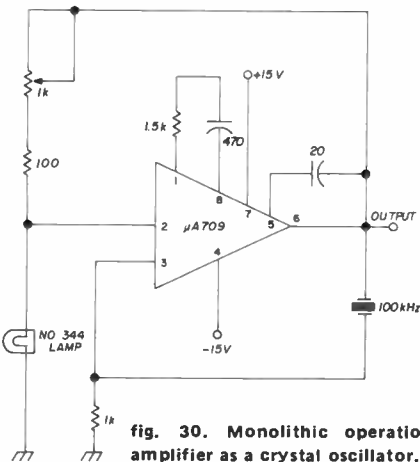 +15V
1k
1.5k
470
20
100
1
8
7
5
6
OUTPUT
2
μA709
3
4
100kHz
NO 344
LAMP
-15V
1k
fig. 30. Monolithic operatio
amplifier as a crystal oscillator.